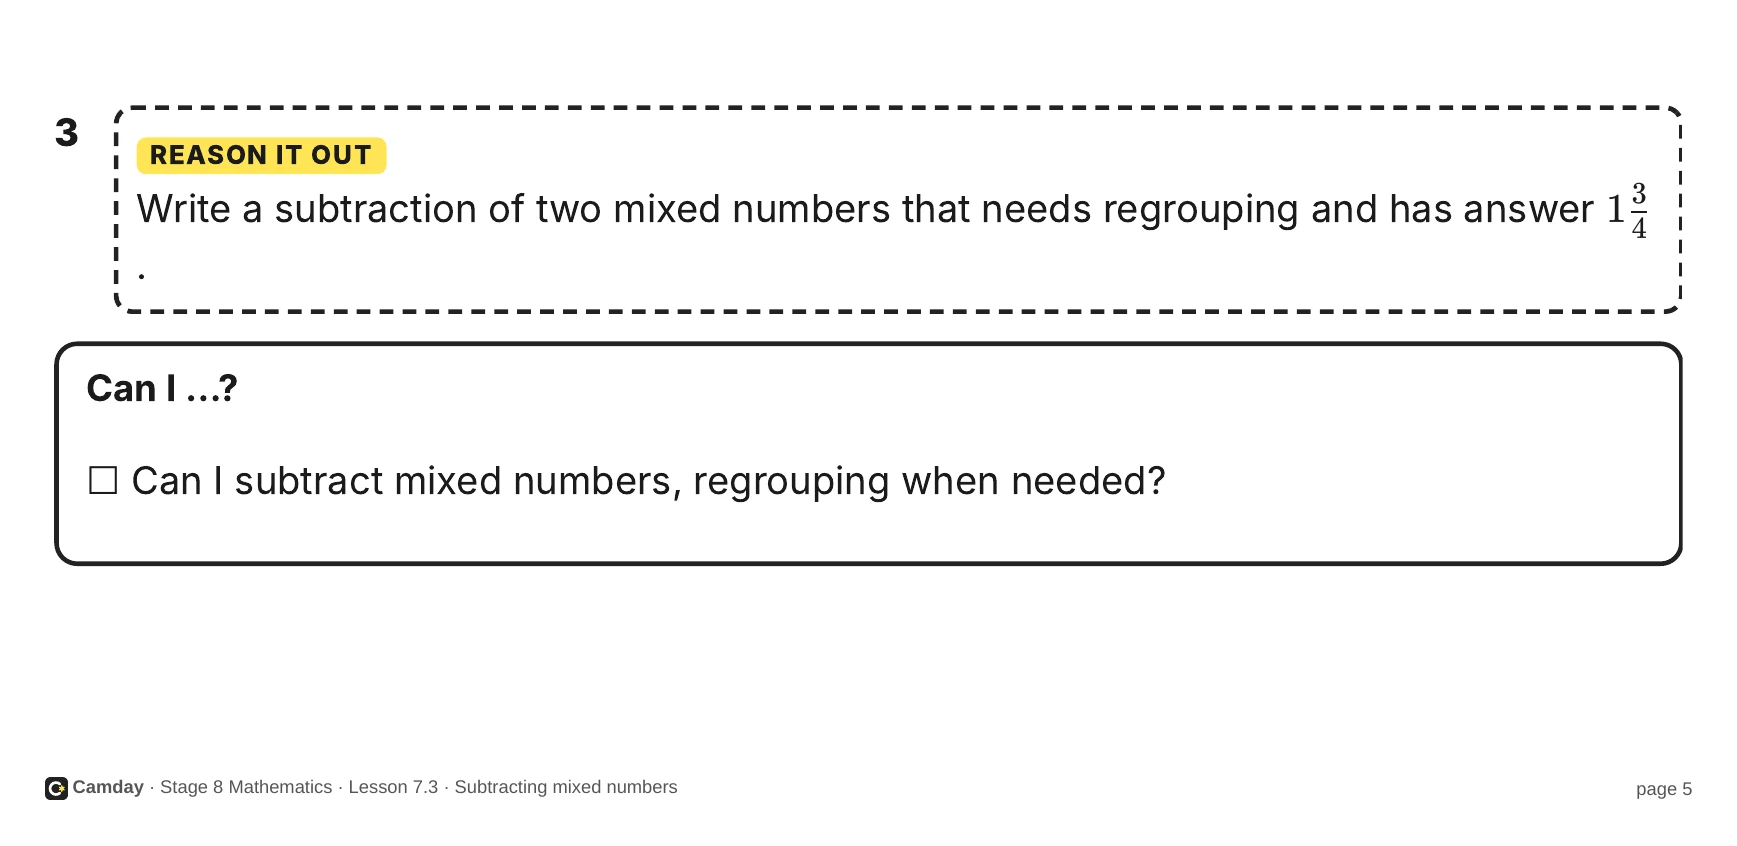 3
REASON IT OUT
Write a subtraction of two mixed numbers that needs regrouping and has answer 1 3/4
.
Can I …?
☐ Can I subtract mixed numbers, regrouping when needed?
Camday · Stage 8 Mathematics · Lesson 7.3 · Subtracting mixed numbers
page 5